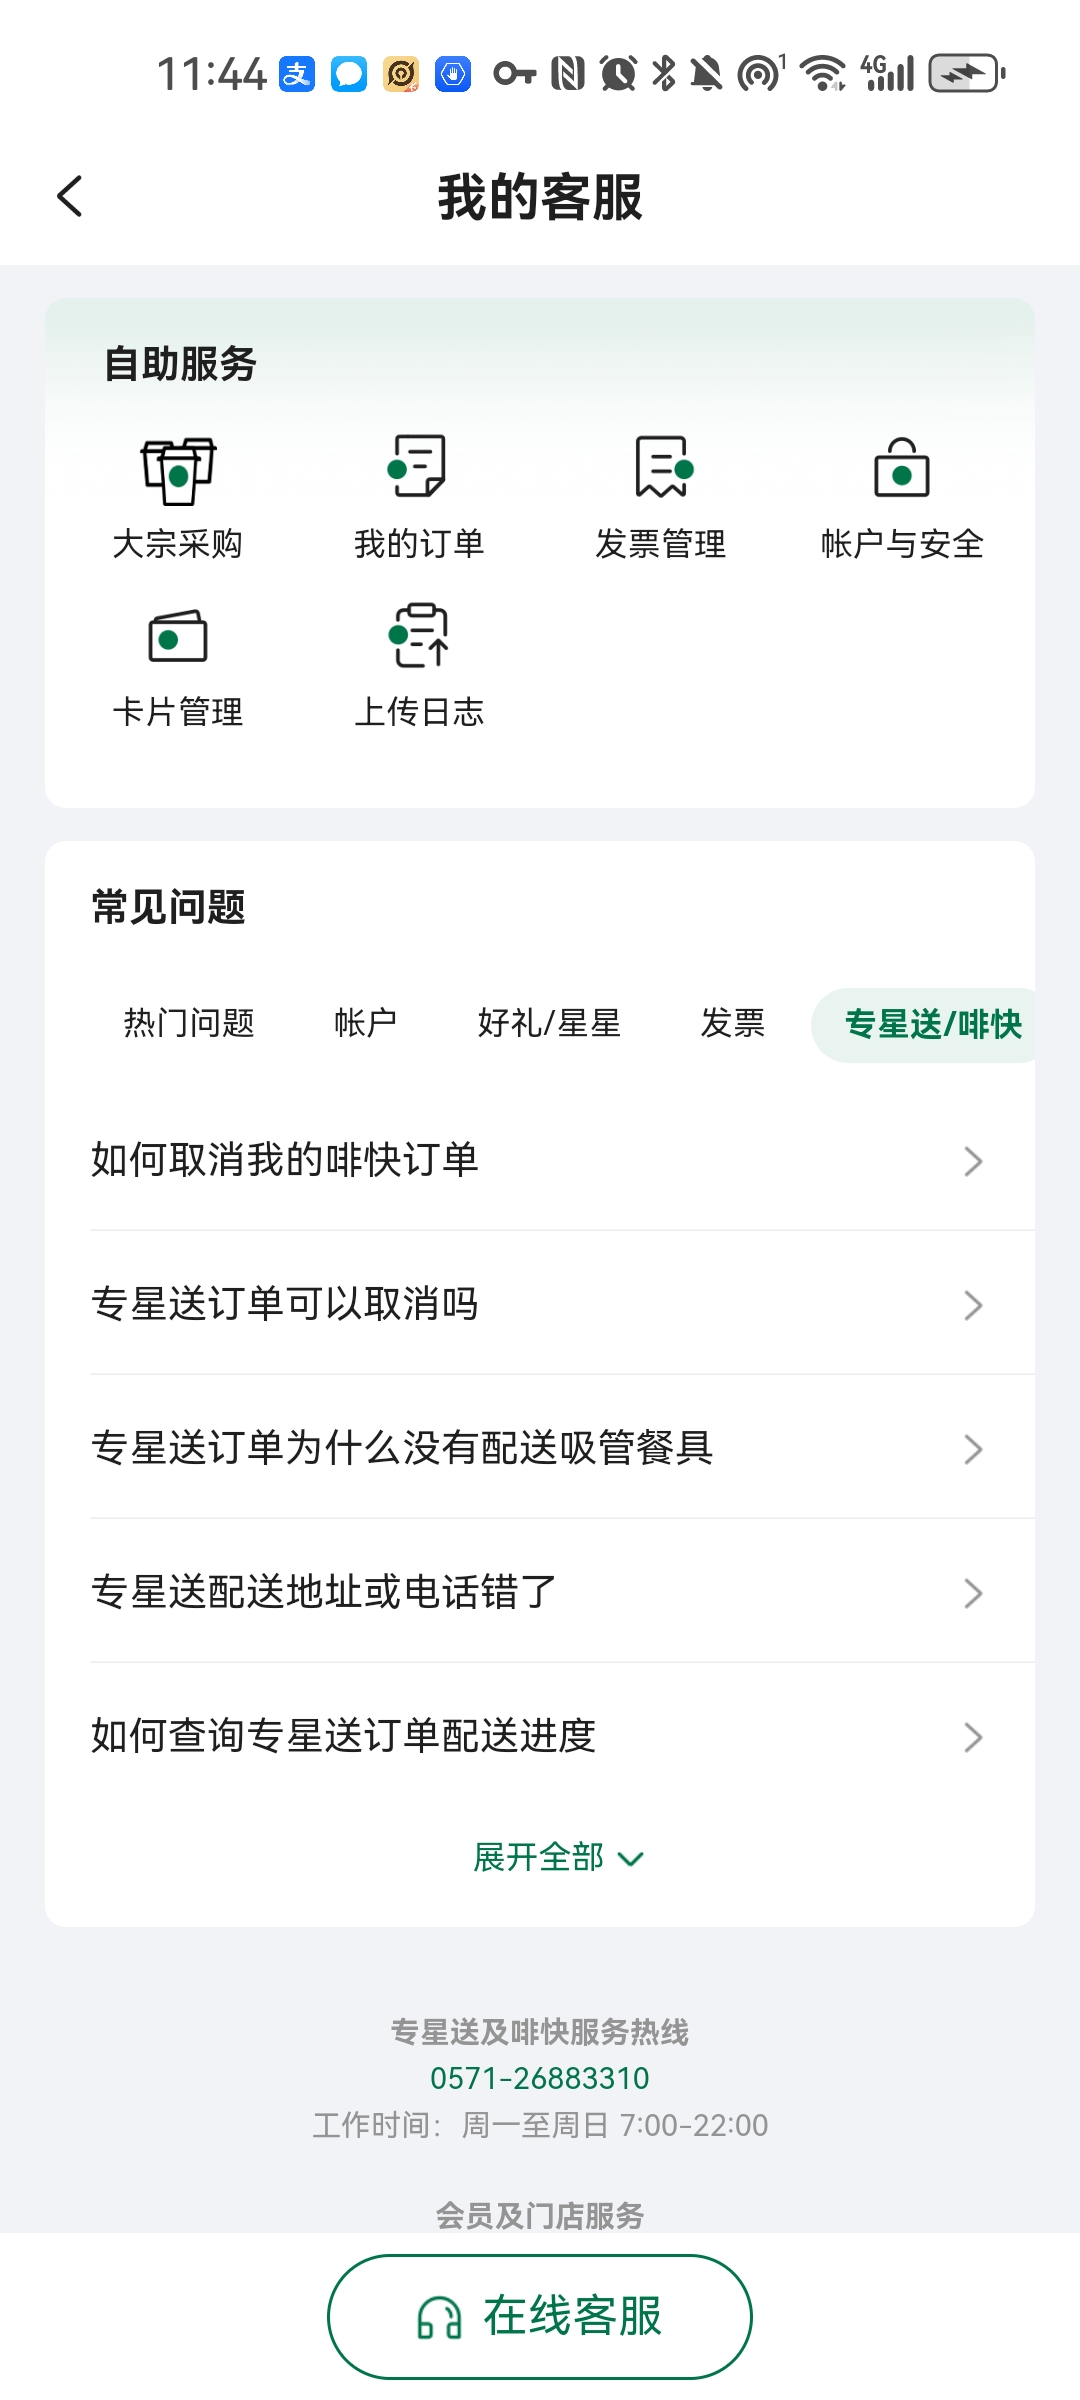 11:44
支
1
4G
我的客服
自助服务
大宗采购
我的订单
发票管理
帐户与安全
卡片管理
上传日志
常见问题
热门问题
帐户
好礼/星星
发票
专星送/啡快
如何取消我的啡快订单
专星送订单可以取消吗
专星送订单为什么没有配送吸管餐具
专星送配送地址或电话错了
如何查询专星送订单配送进度
展开全部
专星送及啡快服务热线
0571-26883310
工作时间：周一至周日 7:00-22:00
会员及门店服务
在线客服